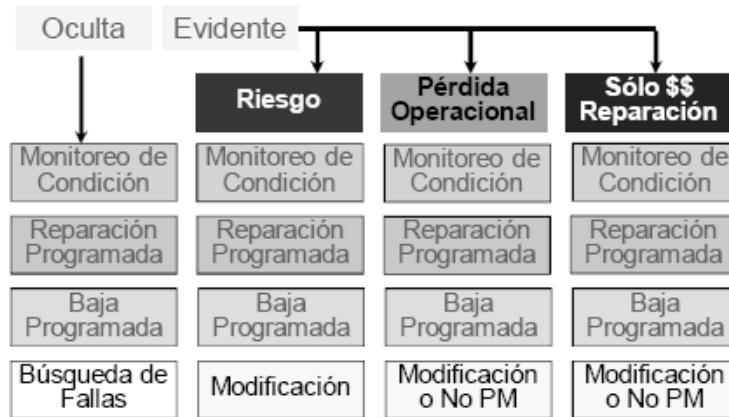 Oculta
Evidente
Riesgo
Pérdida
Operacional
Sólo $$
Reparación
Monitoreo de
Condición
Monitoreo de
Condición
Monitoreo de
Condición
Monitoreo de
Condición
Reparación
Programada
Reparación
Programada
Reparación
Programada
Reparación
Programada
Baja
Programada
Baja
Programada
Baja
Programada
Baja
Programada
Búsqueda de
Fallas
Modificación
Modificación
o No PM
Modificación
o No PM